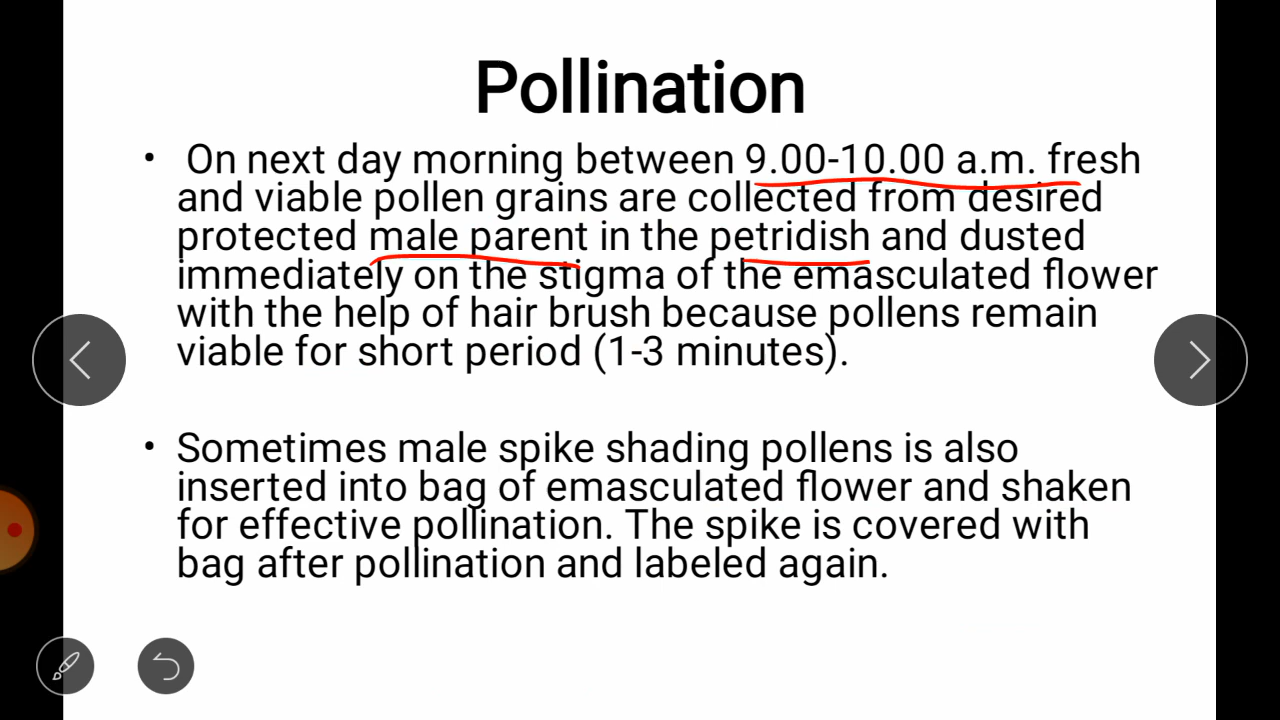 Pollination
• On next day morning between 9.00-10.00 a.m. fresh
and viable pollen grains are collected from desired
protected male parent in the petridish and dusted
immediately on the stigma of the emasculated flower
with the help of hair brush because pollens remain
viable for short period (1-3 minutes).
• Sometimes male spike shading pollens is also
inserted into bag of emasculated flower and shaken
for effective pollination. The spike is covered with
bag after pollination and labeled again.